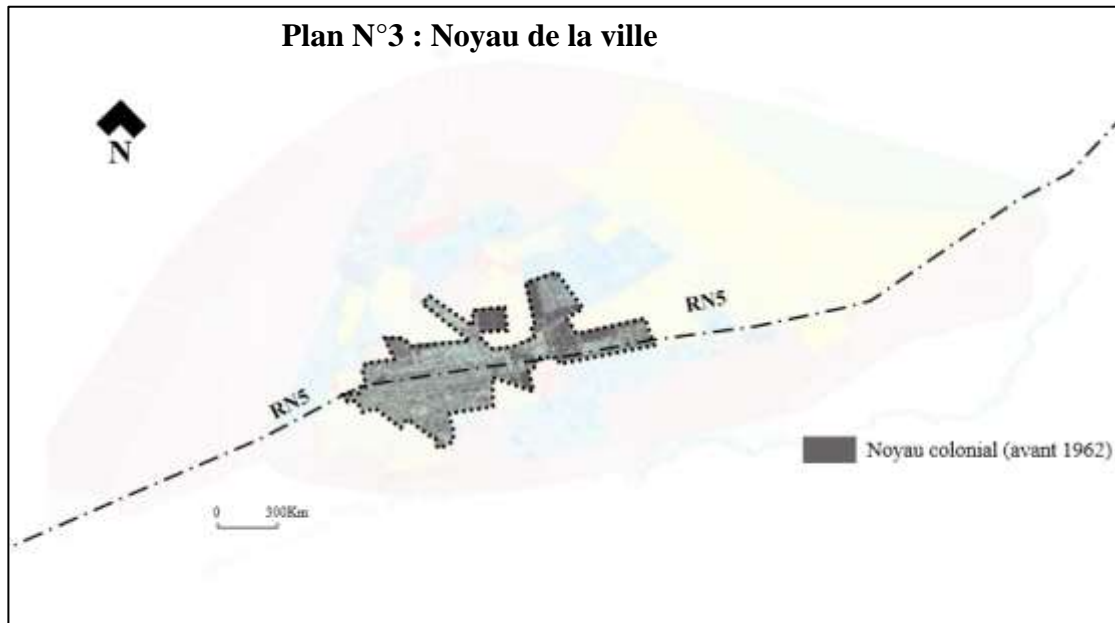 Plan N°3 : Noyau de la ville
N
RN5
RN5
Noyau colonial (avant 1962)
0 300Km